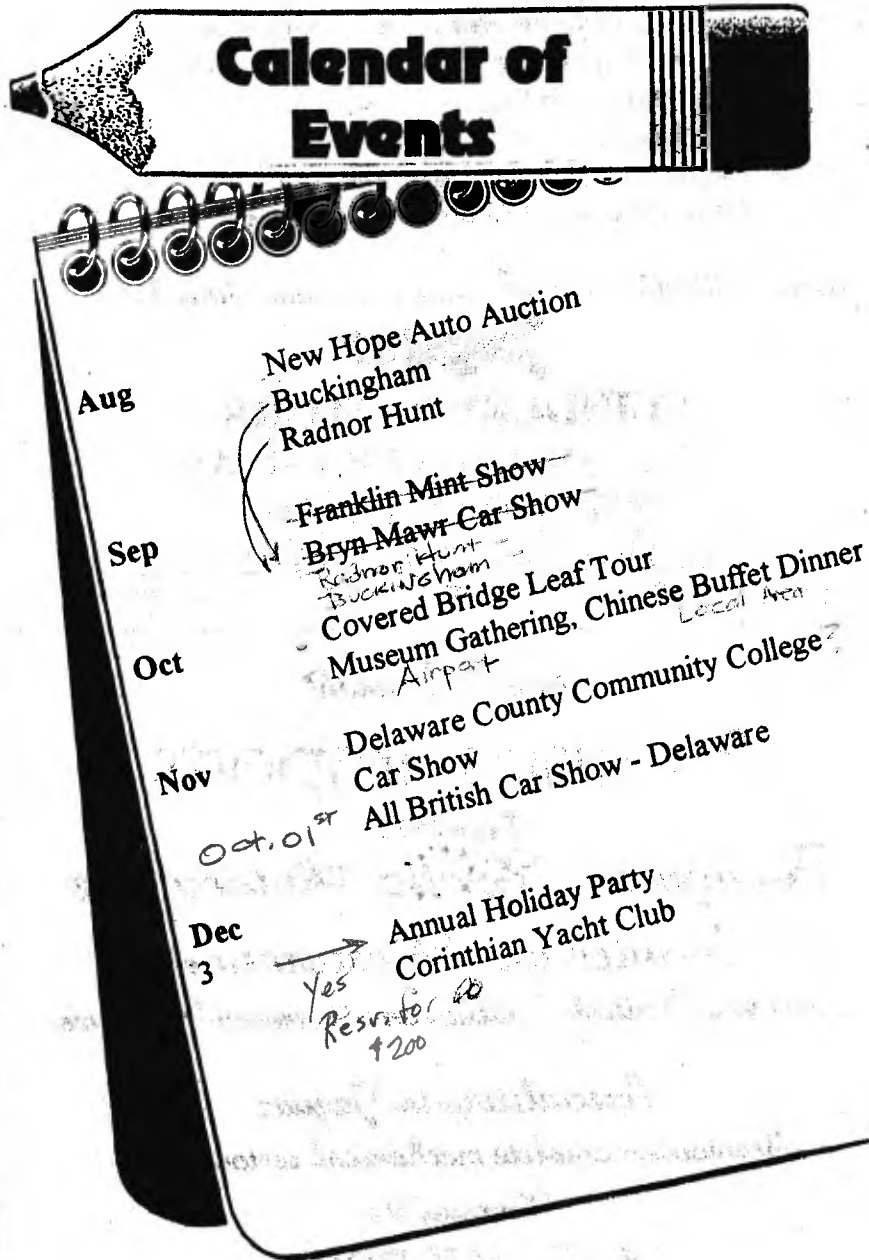 Calendar of
Events
New Hope Auto Auction
Aug
Buckingham
Radnor Hunt
Franklin Mint Show
Sep
Bryn Mawr Car Show
Radnor Hunt
Buckingham
Covered Bridge Leaf Tour
Oct
Museum Gathering, Chinese Buffet Dinner
Local Area
Airport
Delaware County Community College
Nov
Car Show
Oct. 01st
All British Car Show - Delaware
Dec
Annual Holiday Party
3
Corinthian Yacht Club
Yes
for
$200